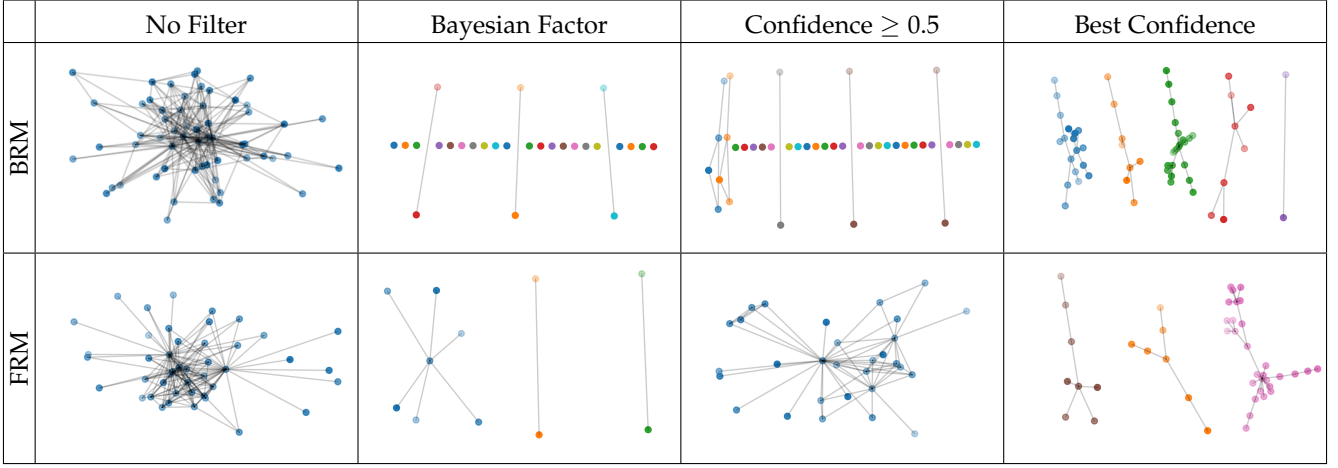 No Filter Bayesian Factor Confidence ≥ 0.5 Best Confidence
BRM
FRM